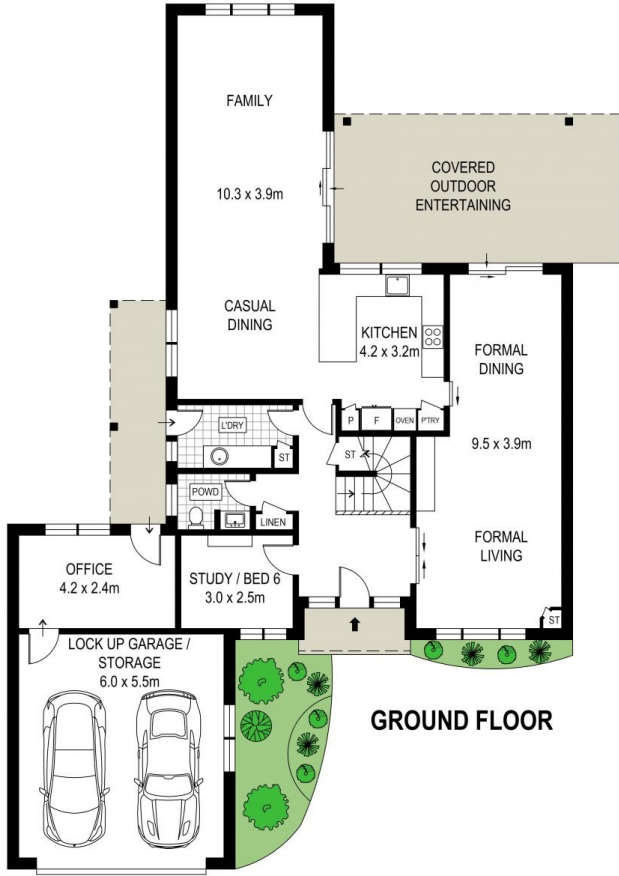 FAMILY
10.3 x 3.9m
COVERED
OUTDOOR
ENTERTAINING
CASUAL
DINING
KITCHEN
4.2 x 3.2m
FORMAL
DINING
P
F
OVEN
P'TRY
L'DRY
ST
ST
9.5 x 3.9m
POWD
LINEN
FORMAL
LIVING
OFFICE
4.2 x 2.4m
STUDY / BED 6
3.0 x 2.5m
ST
LOCK UP GARAGE /
STORAGE
6.0 x 5.5m
GROUND FLOOR